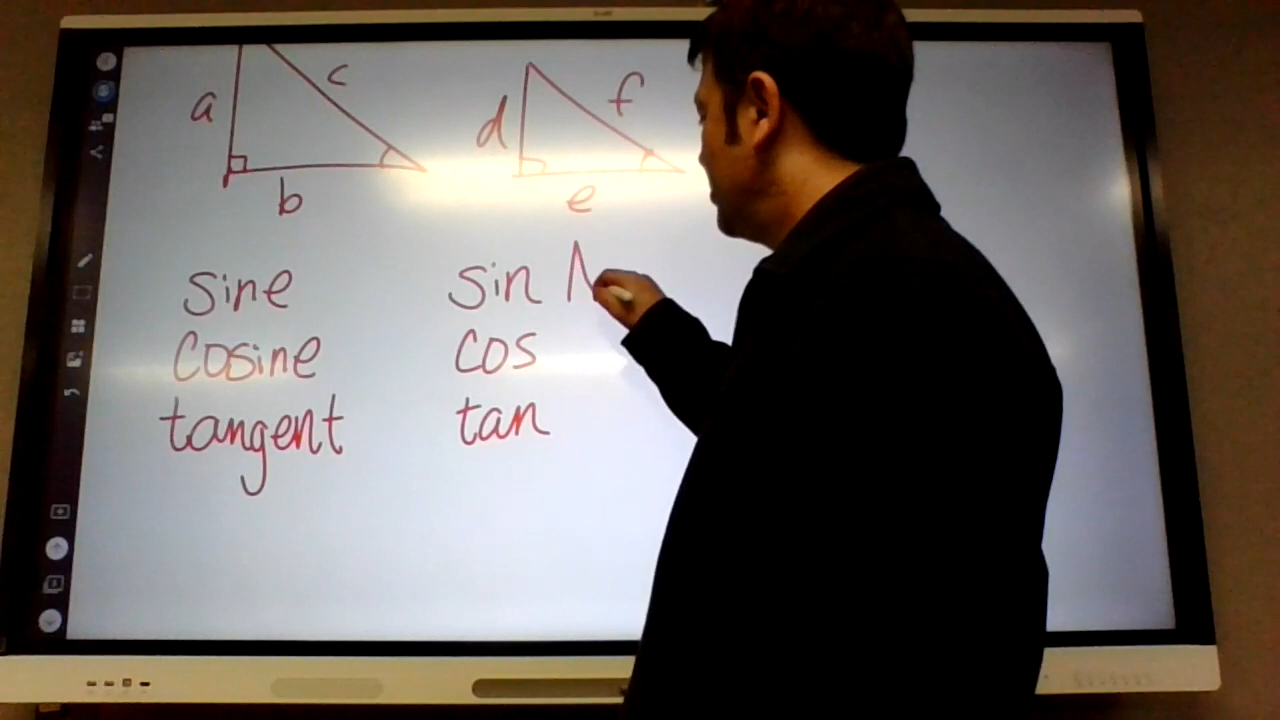 a c d f
b e
sine sin
cosine cos
tangent tan